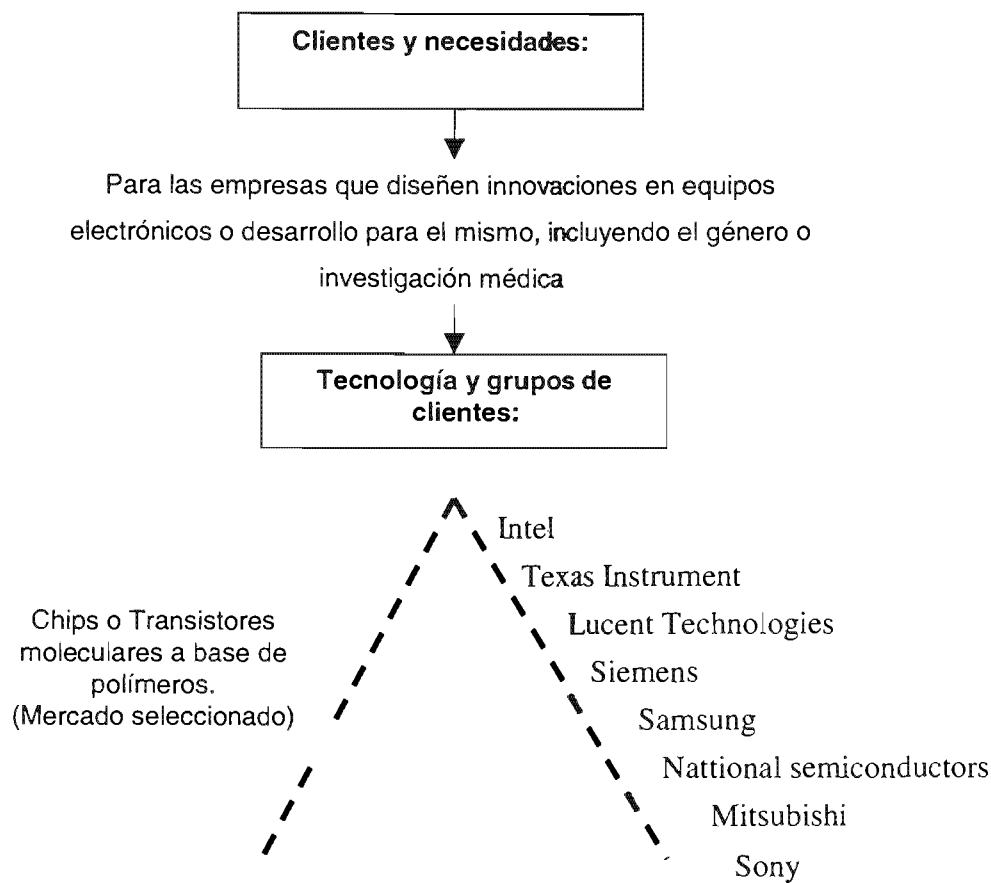 Clientes y necesidades:
Para las empresas que diseñen innovaciones en equipos
electrónicos o desarrollo para el mismo, incluyendo el género o
investigación médica
Tecnología y grupos de
clientes:
Intel
Texas Instrument
Lucent Technologies
Siemens
Samsung
Nattional semiconductors
Mitsubishi
Sony
Chips o Transistores
moleculares a base de
polímeros.
(Mercado seleccionado)